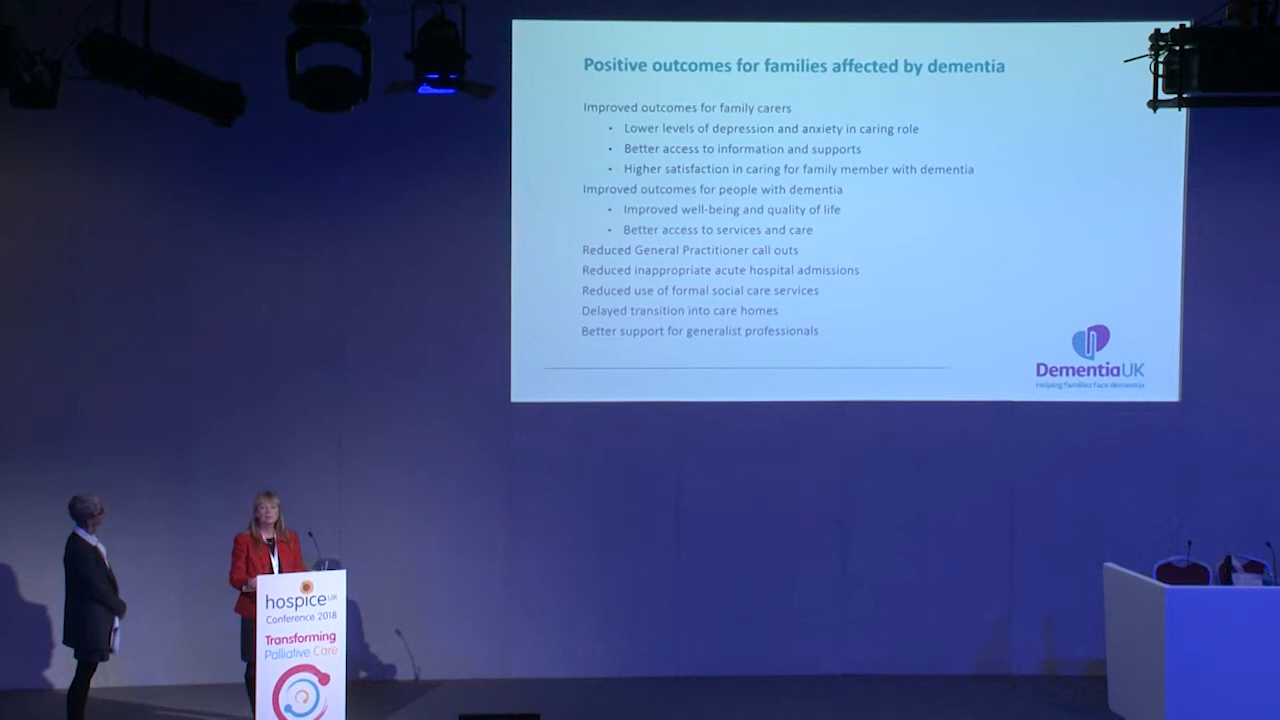 Positive outcomes for families affected by dementia
Improved outcomes for family carers
• Lower levels of depression and anxiety in caring role
• Better access to information and supports
• Higher satisfaction in caring for family member with dementia
Improved outcomes for people with dementia
• Improved well-being and quality of life
• Better access to services and care
Reduced General Practitioner call outs
Reduced inappropriate acute hospital admissions
Reduced use of formal social care services
Delayed transition into care homes
Better support for generalist professionals
DementiaUK
Helping families face dementia
hospice UK
Conference 2018
Transforming
Palliative Care